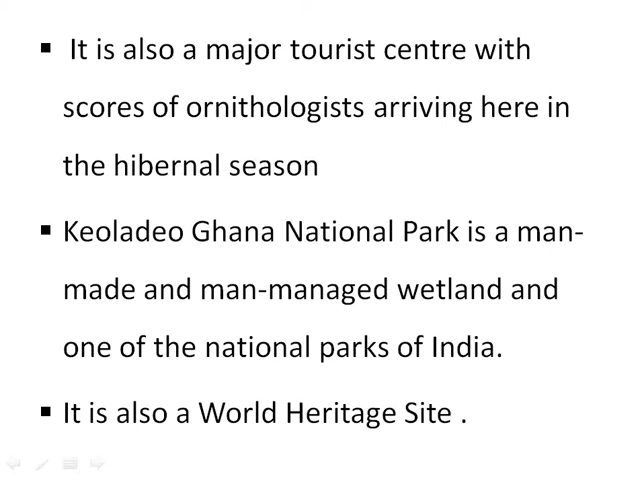 ▪ It is also a major tourist centre with
scores of ornithologists arriving here in
the hibernal season
▪ Keoladeo Ghana National Park is a man-
made and man-managed wetland and
one of the national parks of India.
▪ It is also a World Heritage Site .